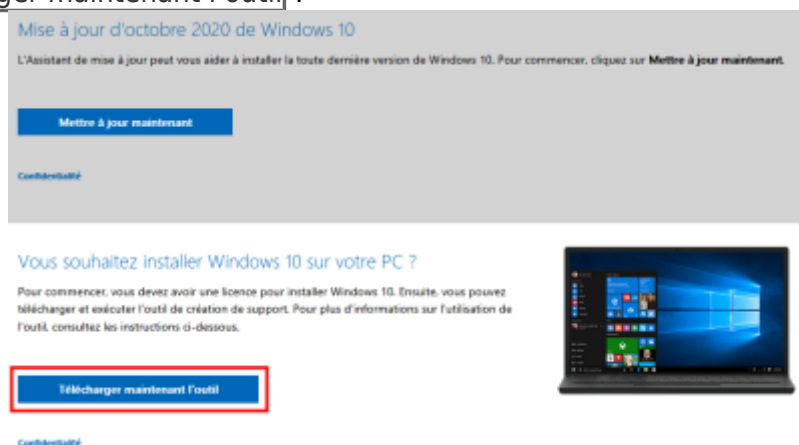 ger maintenant l'outil .
Mise à jour d'octobre 2020 de Windows 10
L'Assistant de mise à jour peut vous aider à installer la toute dernière version de Windows 10. Pour commencer, cliquez sur Mettre à jour maintenant.
Mettre à jour maintenant
Confidentialité
Vous souhaitez installer Windows 10 sur votre PC ?
Pour commencer, vous devez avoir une licence pour installer Windows 10. Ensuite, vous pouvez
télécharger et exécuter l'outil de création de support. Pour plus d'informations sur l'utilisation de
l'outil, consultez les instructions ci-dessous.
Télécharger maintenant l'outil
Confidentialité